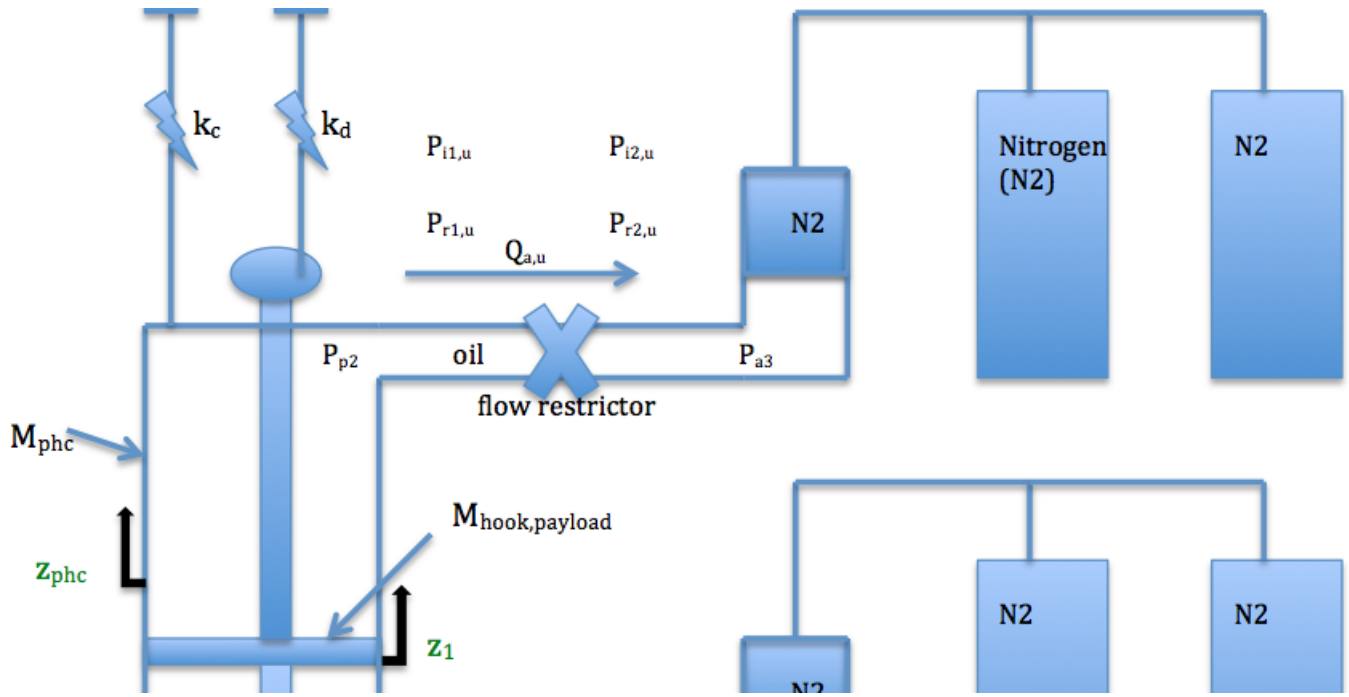 kc
kd
Pi1,u
Pi2,u
Nitrogen
(N2)
N2
Pr1,u
Pr2,u
N2
Qa,u
Pp2
oil
Pa3
flow restrictor
Mphc
Mhook,payload
zphc
z1
N2
N2
N2